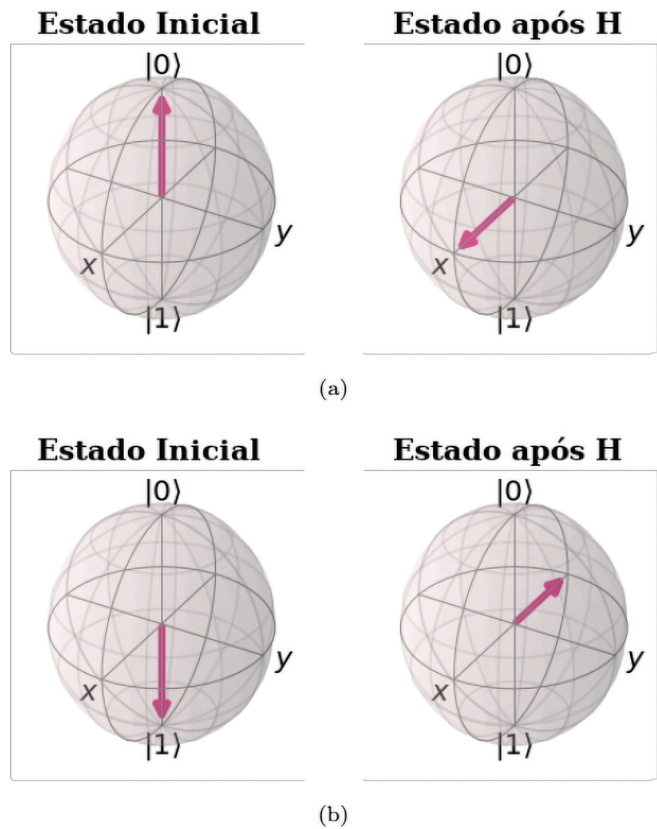 Estado Inicial
Estado após H
|0⟩
|0⟩
x
y
x
y
|1⟩
|1⟩
(a)
Estado Inicial
Estado após H
|0⟩
|0⟩
x
y
x
y
|1⟩
|1⟩
(b)